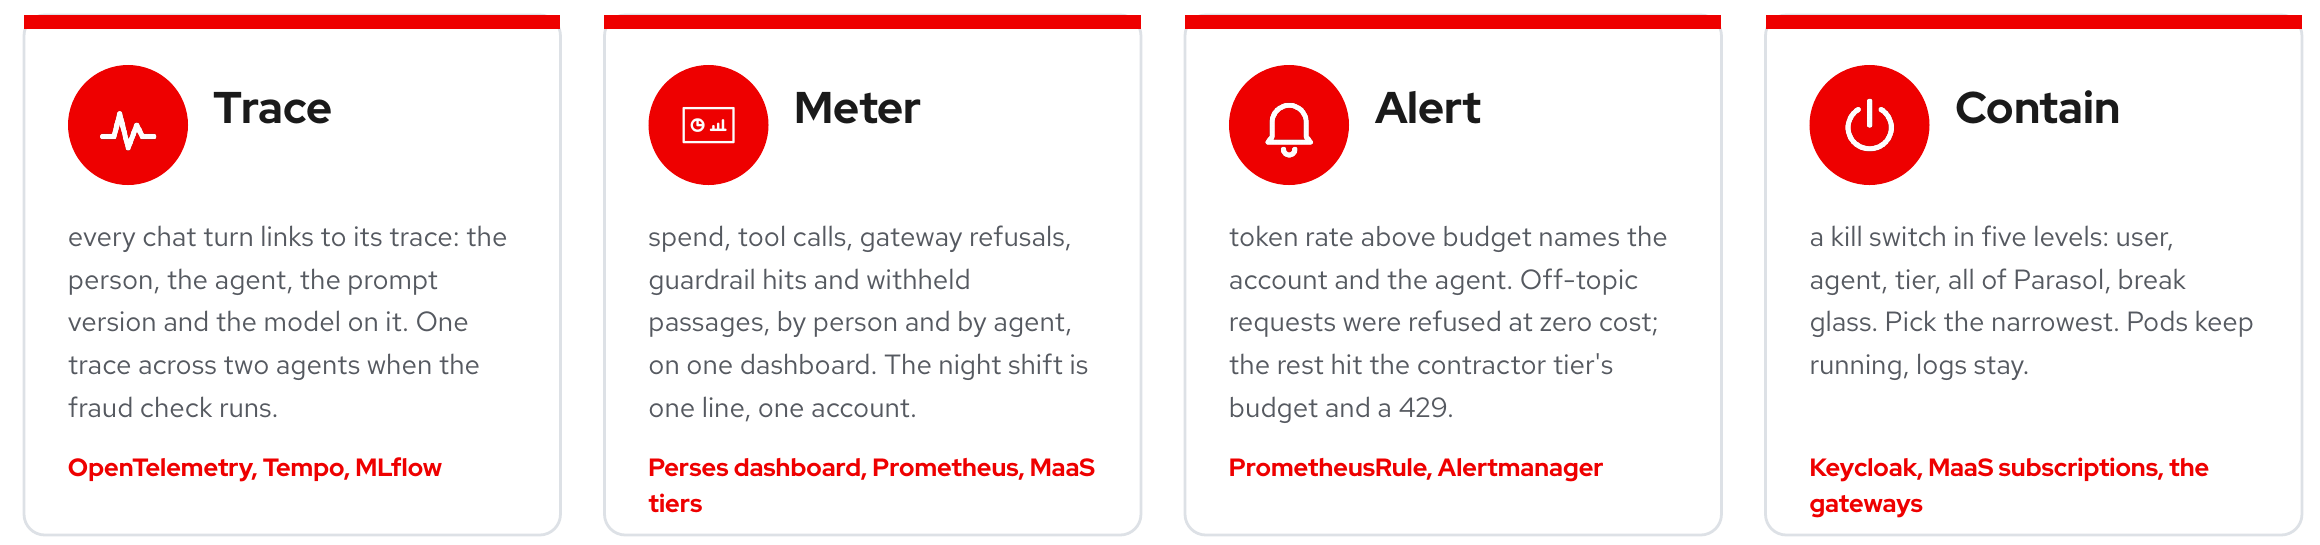 Trace
every chat turn links to its trace: the
person, the agent, the prompt
version and the model on it. One
trace across two agents when the
fraud check runs.
OpenTelemetry, Tempo, MLflow
Meter
spend, tool calls, gateway refusals,
guardrail hits and withheld
passages, by person and by agent,
on one dashboard. The night shift is
one line, one account.
Perses dashboard, Prometheus, MaaS
tiers
Alert
token rate above budget names the
account and the agent. Off-topic
requests were refused at zero cost;
the rest hit the contractor tier's
budget and a 429.
PrometheusRule, Alertmanager
Contain
a kill switch in five levels: user,
agent, tier, all of Parasol, break
glass. Pick the narrowest. Pods keep
running, logs stay.
Keycloak, MaaS subscriptions, the
gateways